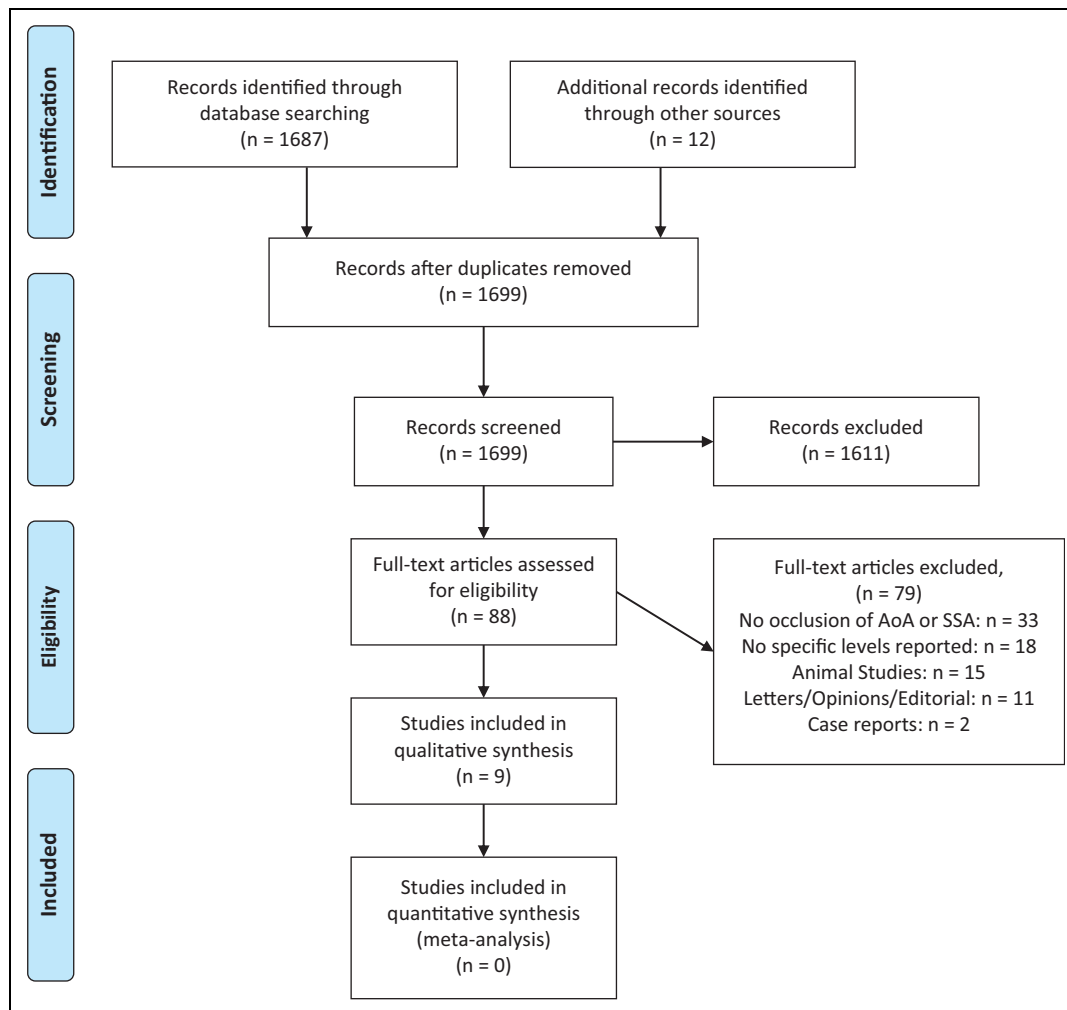 Identification
Records identified through
database searching
(n = 1687)
Additional records identified
through other sources
(n = 12)
Records after duplicates removed
(n = 1699)
Screening
Records screened
(n = 1699)
Records excluded
(n = 1611)
Eligibility
Full-text articles assessed
for eligibility
(n = 88)
Full-text articles excluded,
(n = 79)
No occlusion of AoA or SSA: n = 33
No specific levels reported: n = 18
Animal Studies: n = 15
Letters/Opinions/Editorial: n = 11
Case reports: n = 2
Studies included in
qualitative synthesis
(n = 9)
Included
Studies included in
quantitative synthesis
(meta-analysis)
(n = 0)